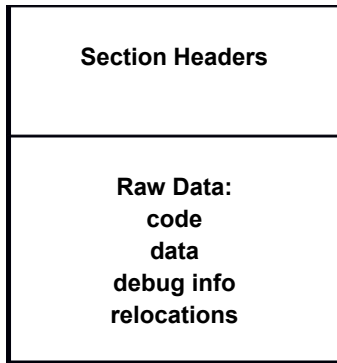 Section Headers
Raw Data:
code
data
debug info
relocations